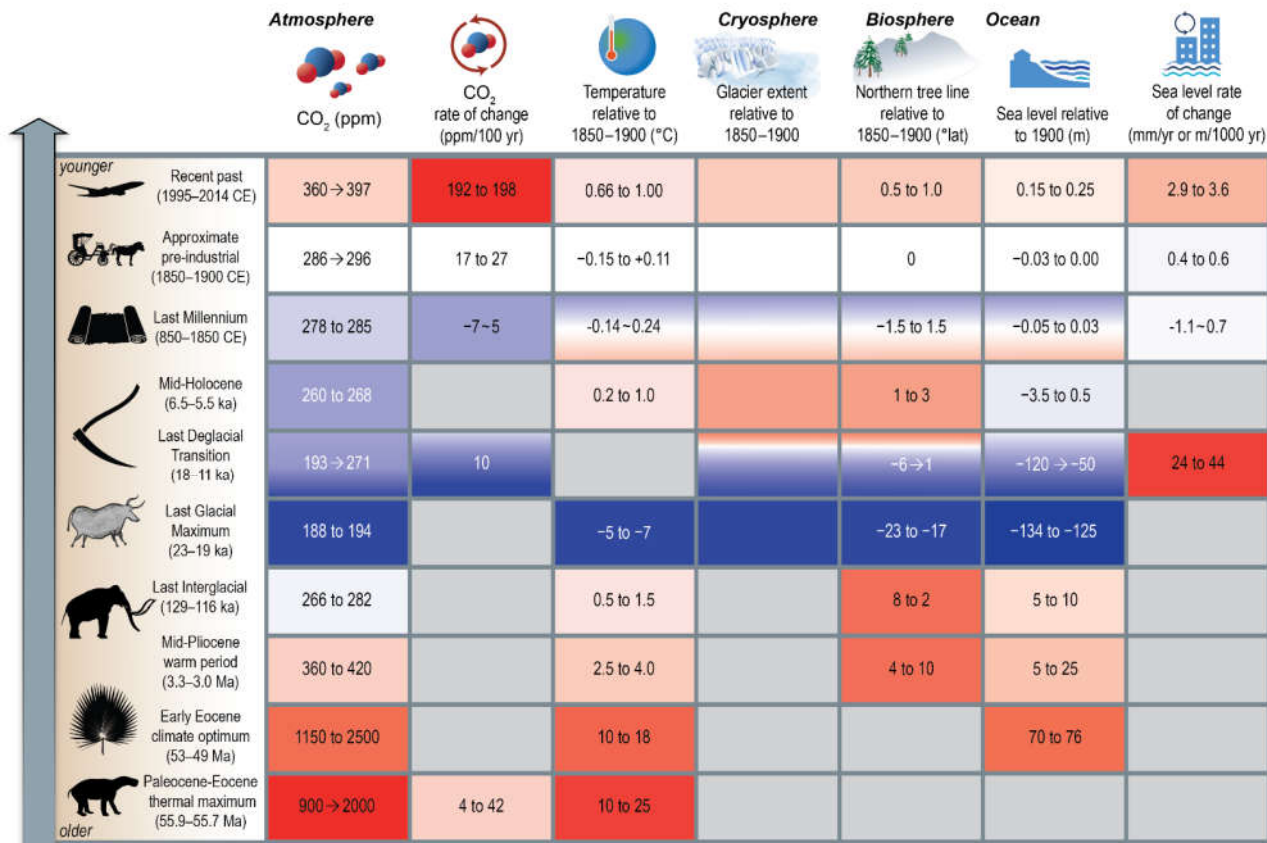 Atmosphere
Cryosphere
Biosphere
Ocean
CO₂ (ppm)
CO₂
rate of change
(ppm/100 yr)
Temperature
relative to
1850–1900 (°C)
Glacier extent
relative to
1850–1900
Northern tree line
relative to
1850–1900 (°lat)
Sea level relative
to 1900 (m)
Sea level rate
of change
(mm/yr or m/1000 yr)
younger
Recent past
(1995–2014 CE)
360→397
192 to 198
0.66 to 1.00
0.5 to 1.0
0.15 to 0.25
2.9 to 3.6
Approximate
pre-industrial
(1850–1900 CE)
286→296
17 to 27
−0.15 to +0.11
0
−0.03 to 0.00
0.4 to 0.6
Last Millennium
(850–1850 CE)
278 to 285
−7~5
-0.14~0.24
−1.5 to 1.5
−0.05 to 0.03
-1.1~0.7
Mid-Holocene
(6.5–5.5 ka)
260 to 268
0.2 to 1.0
1 to 3
−3.5 to 0.5
Last Deglacial
Transition
(18–11 ka)
193→271
10
−6→1
−120 → −50
24 to 44
Last Glacial
Maximum
(23–19 ka)
188 to 194
−5 to −7
−23 to −17
−134 to −125
Last Interglacial
(129–116 ka)
266 to 282
0.5 to 1.5
8 to 2
5 to 10
Mid-Pliocene
warm period
(3.3–3.0 Ma)
360 to 420
2.5 to 4.0
4 to 10
5 to 25
Early Eocene
climate optimum
(53–49 Ma)
1150 to 2500
10 to 18
70 to 76
Paleocene-Eocene
thermal maximum
(55.9–55.7 Ma)
900→2000
4 to 42
10 to 25
older